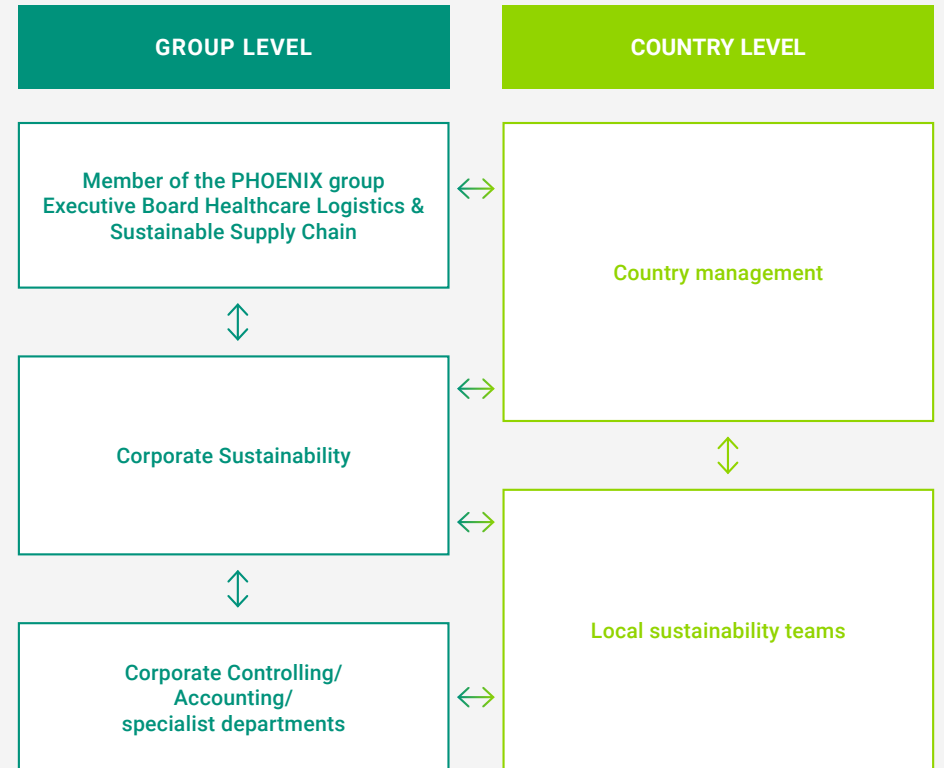 GROUP LEVEL
COUNTRY LEVEL
Member of the PHOENIX group
Executive Board Healthcare Logistics &
Sustainable Supply Chain
Country management
Corporate Sustainability
Local sustainability teams
Corporate Controlling/
Accounting/
specialist departments